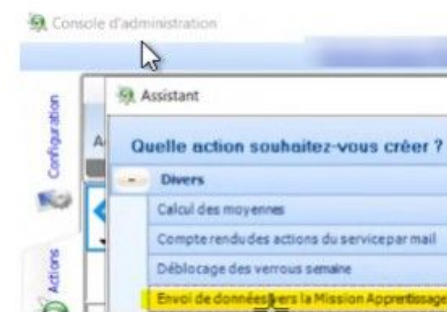 Console d'administration
Assistant
Configuration
Quelle action souhaitez-vous créer ?
Divers
Calcul des moyennes
Compte rendu des actions du service par mail
Déblocage des verrous semaine
Actions
Envoi de données vers la Mission Apprentissage